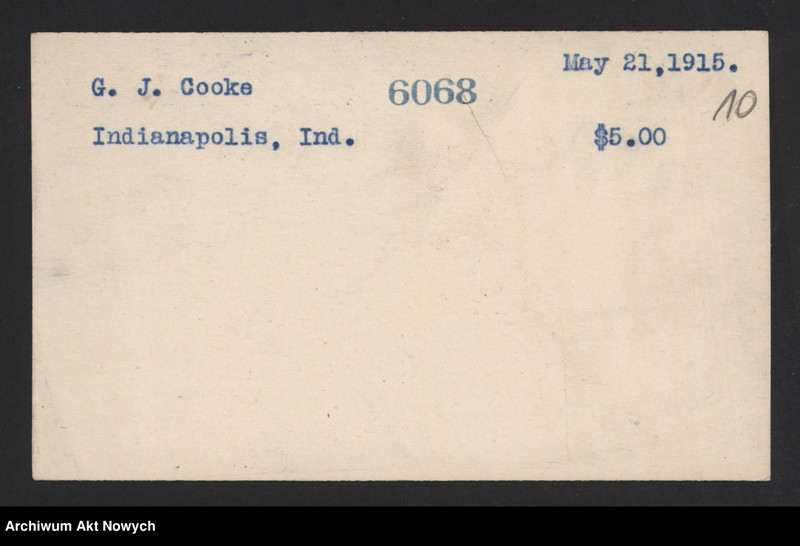 May 21,1915.
G. J. Cooke 6068
10
Indianapolis, Ind. $5.00
Archiwum Akt Nowych